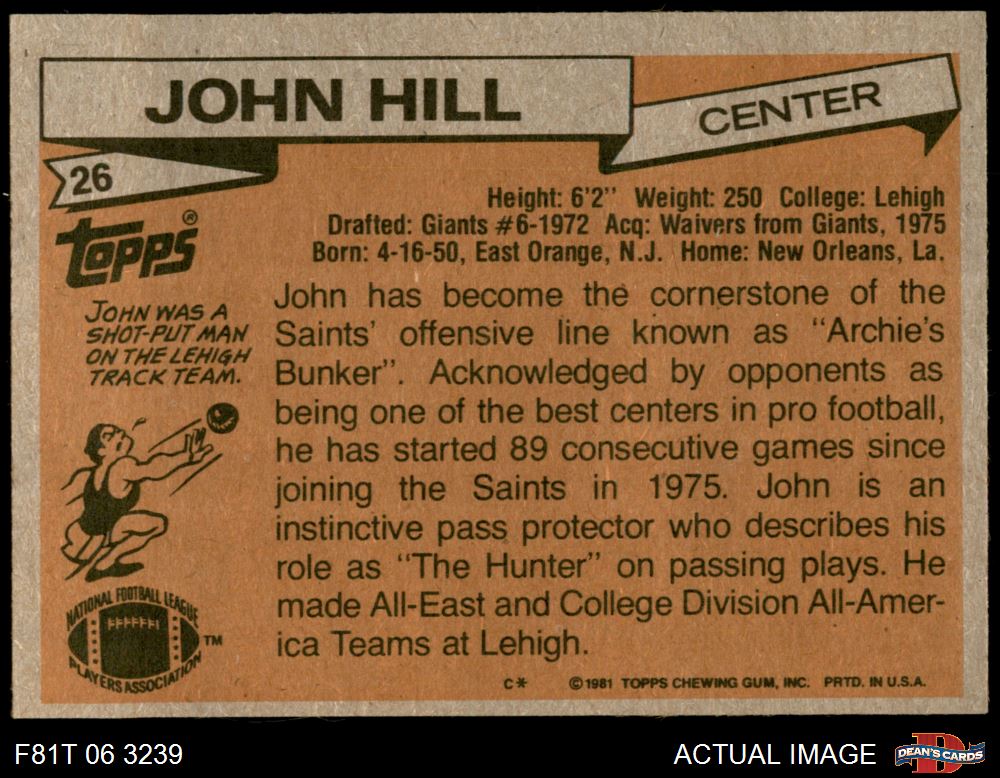 JOHN HILL
CENTER
26
TOPPS®
Height: 6'2" Weight: 250 College: Lehigh
Drafted: Giants #6-1972 Acq: Waivers from Giants, 1975
Born: 4-16-50, East Orange, N.J. Home: New Orleans, La.
JOHN WAS A
SHOT-PUT MAN
ON THE LEHIGH
TRACK TEAM.
John has become the cornerstone of the
Saints' offensive line known as "Archie's
Bunker". Acknowledged by opponents as
being one of the best centers in pro football,
he has started 89 consecutive games since
joining the Saints in 1975. John is an
instinctive pass protector who describes his
role as "The Hunter" on passing plays. He
made All-East and College Division All-Amer-
ica Teams at Lehigh.
NATIONAL FOOTBALL LEAGUE
PLAYERS ASSOCIATION
TM
C* ©1981 TOPPS CHEWING GUM, INC. PRTD. IN U.S.A.
F81T 06 3239
ACTUAL IMAGE
D
DEAN'S CARDS